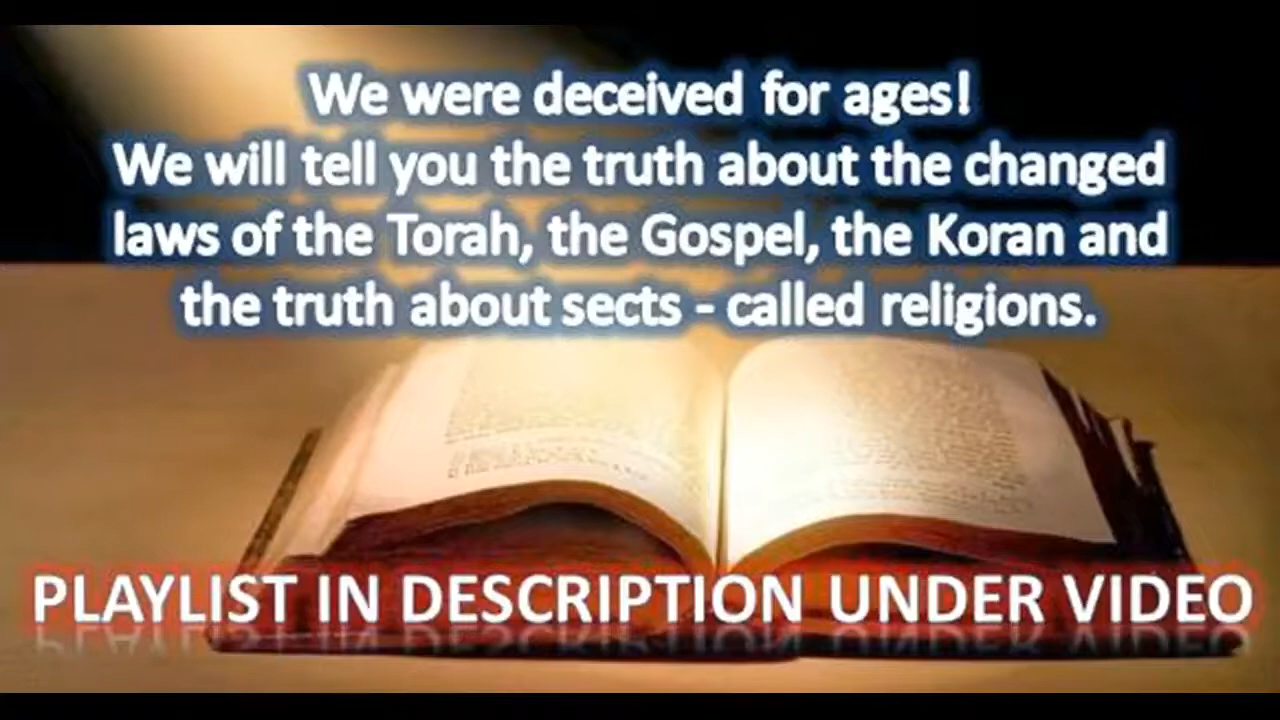 We were deceived for ages!
We will tell you the truth about the changed
laws of the Torah, the Gospel, the Koran and
the truth about sects - called religions.
PLAYLIST IN DESCRIPTION UNDER VIDEO